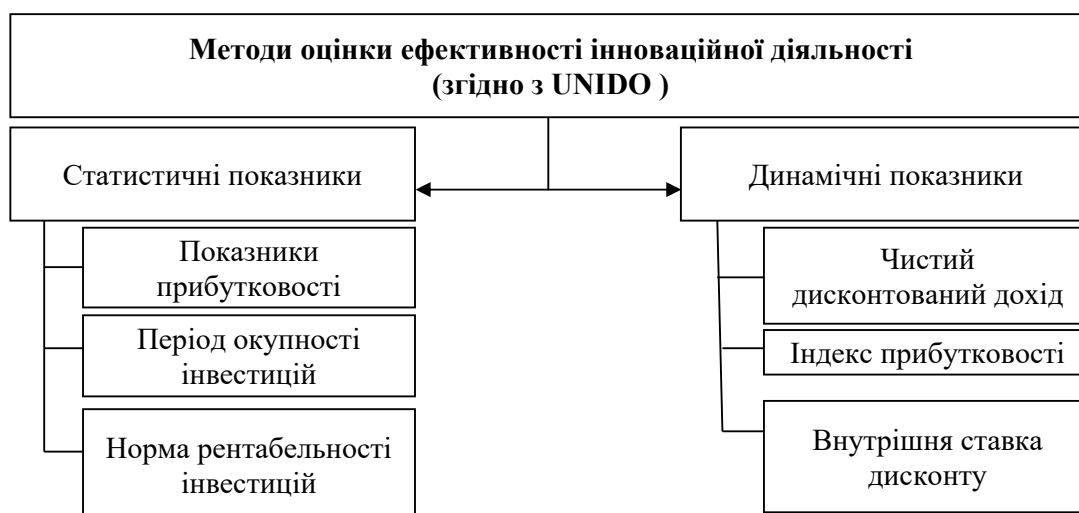 Методи оцінки ефективності інноваційної діяльності
(згідно з UNIDO )
Статистичні показники
Динамічні показники
Показники
прибутковості
Період окупності
інвестицій
Норма рентабельності
інвестицій
Чистий
дисконтований дохід
Індекс прибутковості
Внутрішня ставка
дисконту